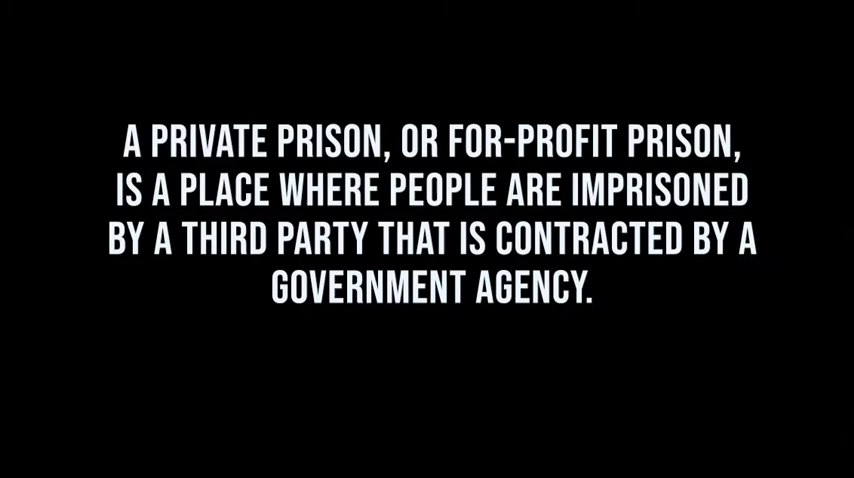 A PRIVATE PRISON, OR FOR-PROFIT PRISON,
IS A PLACE WHERE PEOPLE ARE IMPRISONED
BY A THIRD PARTY THAT IS CONTRACTED BY A
GOVERNMENT AGENCY.